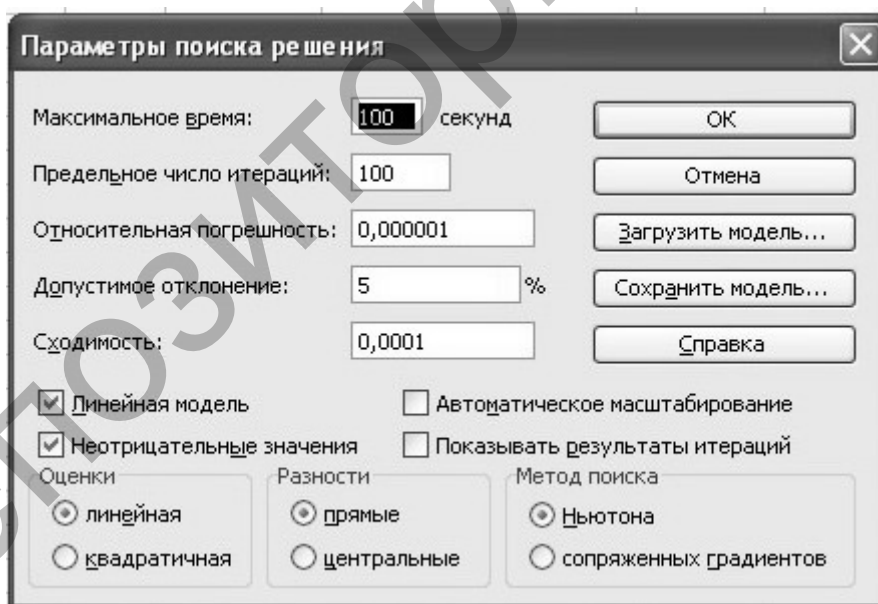 Параметры поиска решения
Максимальное время: 100 секунд OK
Предельное число итераций: 100 Отмена
Относительная погрешность: 0,000001 Загрузить модель...
Допустимое отклонение: 5 % Сохранить модель...
Сходимость: 0,0001 Справка
Линейная модель Автоматическое масштабирование
Неотрицательные значения Показывать результаты итераций
Оценки Разности Метод поиска
линейная прямые Ньютона
квадратичная центральные сопряженных градиентов